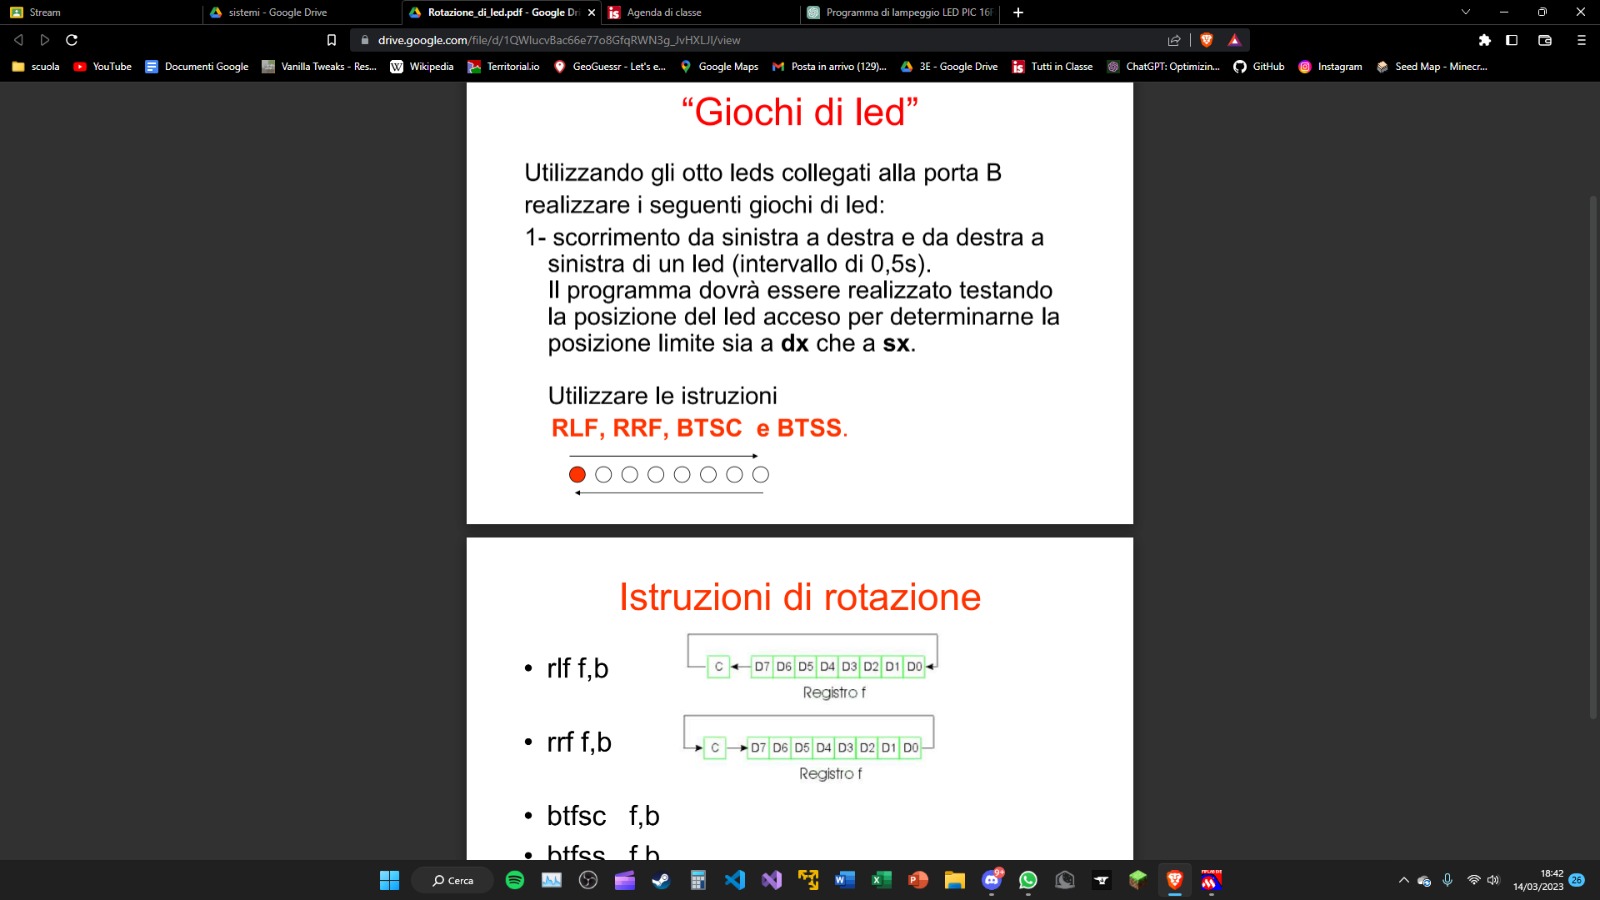 Stream
sistemi - Google Drive
Rotazione_di_led.pdf - Google Dr
Agenda di classe
Programma di lampeggio LED PIC 16F
drive.google.com/file/d/1QWlucvBac66e77o8GfqRWN3g_JvHXLJI/view
scuola
YouTube
Documenti Google
Vanilla Tweaks - Res...
Wikipedia
Territorial.io
GeoGuessr - Let's e...
Google Maps
Posta in arrivo (129)...
3E - Google Drive
Tutti in Classe
ChatGPT: Optimizin...
GitHub
Instagram
Seed Map - Minecr...
“Giochi di led”
Utilizzando gli otto leds collegati alla porta B
realizzare i seguenti giochi di led:
1- scorrimento da sinistra a destra e da destra a
sinistra di un led (intervallo di 0,5s).
Il programma dovrà essere realizzato testando
la posizione del led acceso per determinarne la
posizione limite sia a dx che a sx.
Utilizzare le istruzioni
RLF, RRF, BTSC e BTSS.
Istruzioni di rotazione
• rlf f,b
C D7 D6 D5 D4 D3 D2 D1 D0
Registro f
• rrf f,b
C D7 D6 D5 D4 D3 D2 D1 D0
Registro f
• btfsc f,b
• btfss f,b
Cerca
9+
18:42
14/03/2023
26